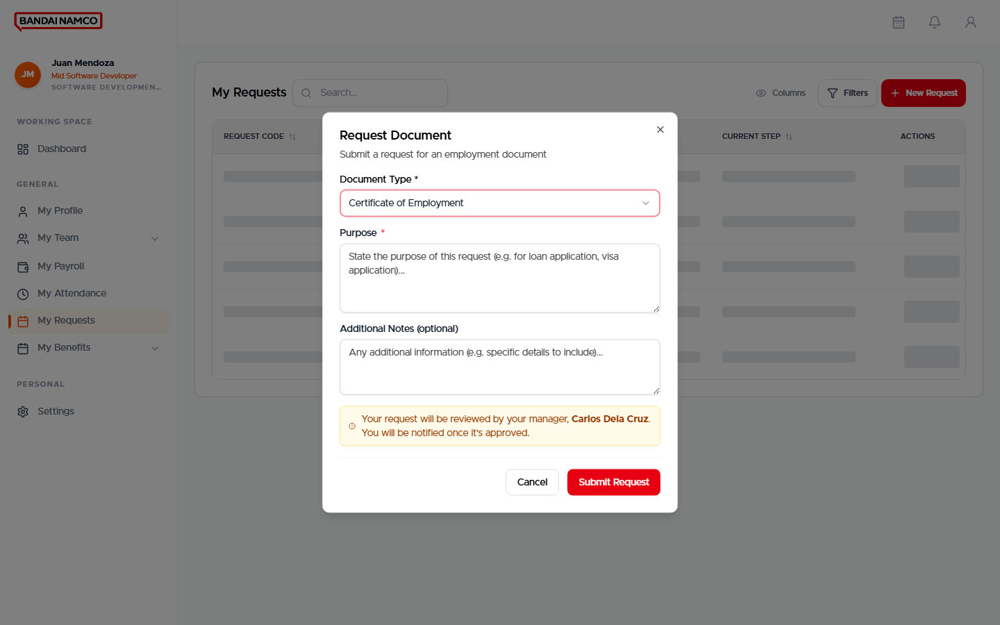 BANDAI NAMCO
JM
Juan Mendoza
Mid Software Developer
SOFTWARE DEVELOPMEN...
WORKING SPACE
Dashboard
GENERAL
My Profile
My Team
My Payroll
My Attendance
My Requests
My Benefits
PERSONAL
Settings
My Requests
Search...
Columns
Filters
New Request
REQUEST CODE
CURRENT STEP
ACTIONS
Request Document
Submit a request for an employment document
Document Type *
Certificate of Employment
Purpose *
State the purpose of this request (e.g. for loan application, visa
application)...
Additional Notes (optional)
Any additional information (e.g. specific details to include)...
Your request will be reviewed by your manager, Carlos Dela Cruz.
You will be notified once it's approved.
Cancel
Submit Request